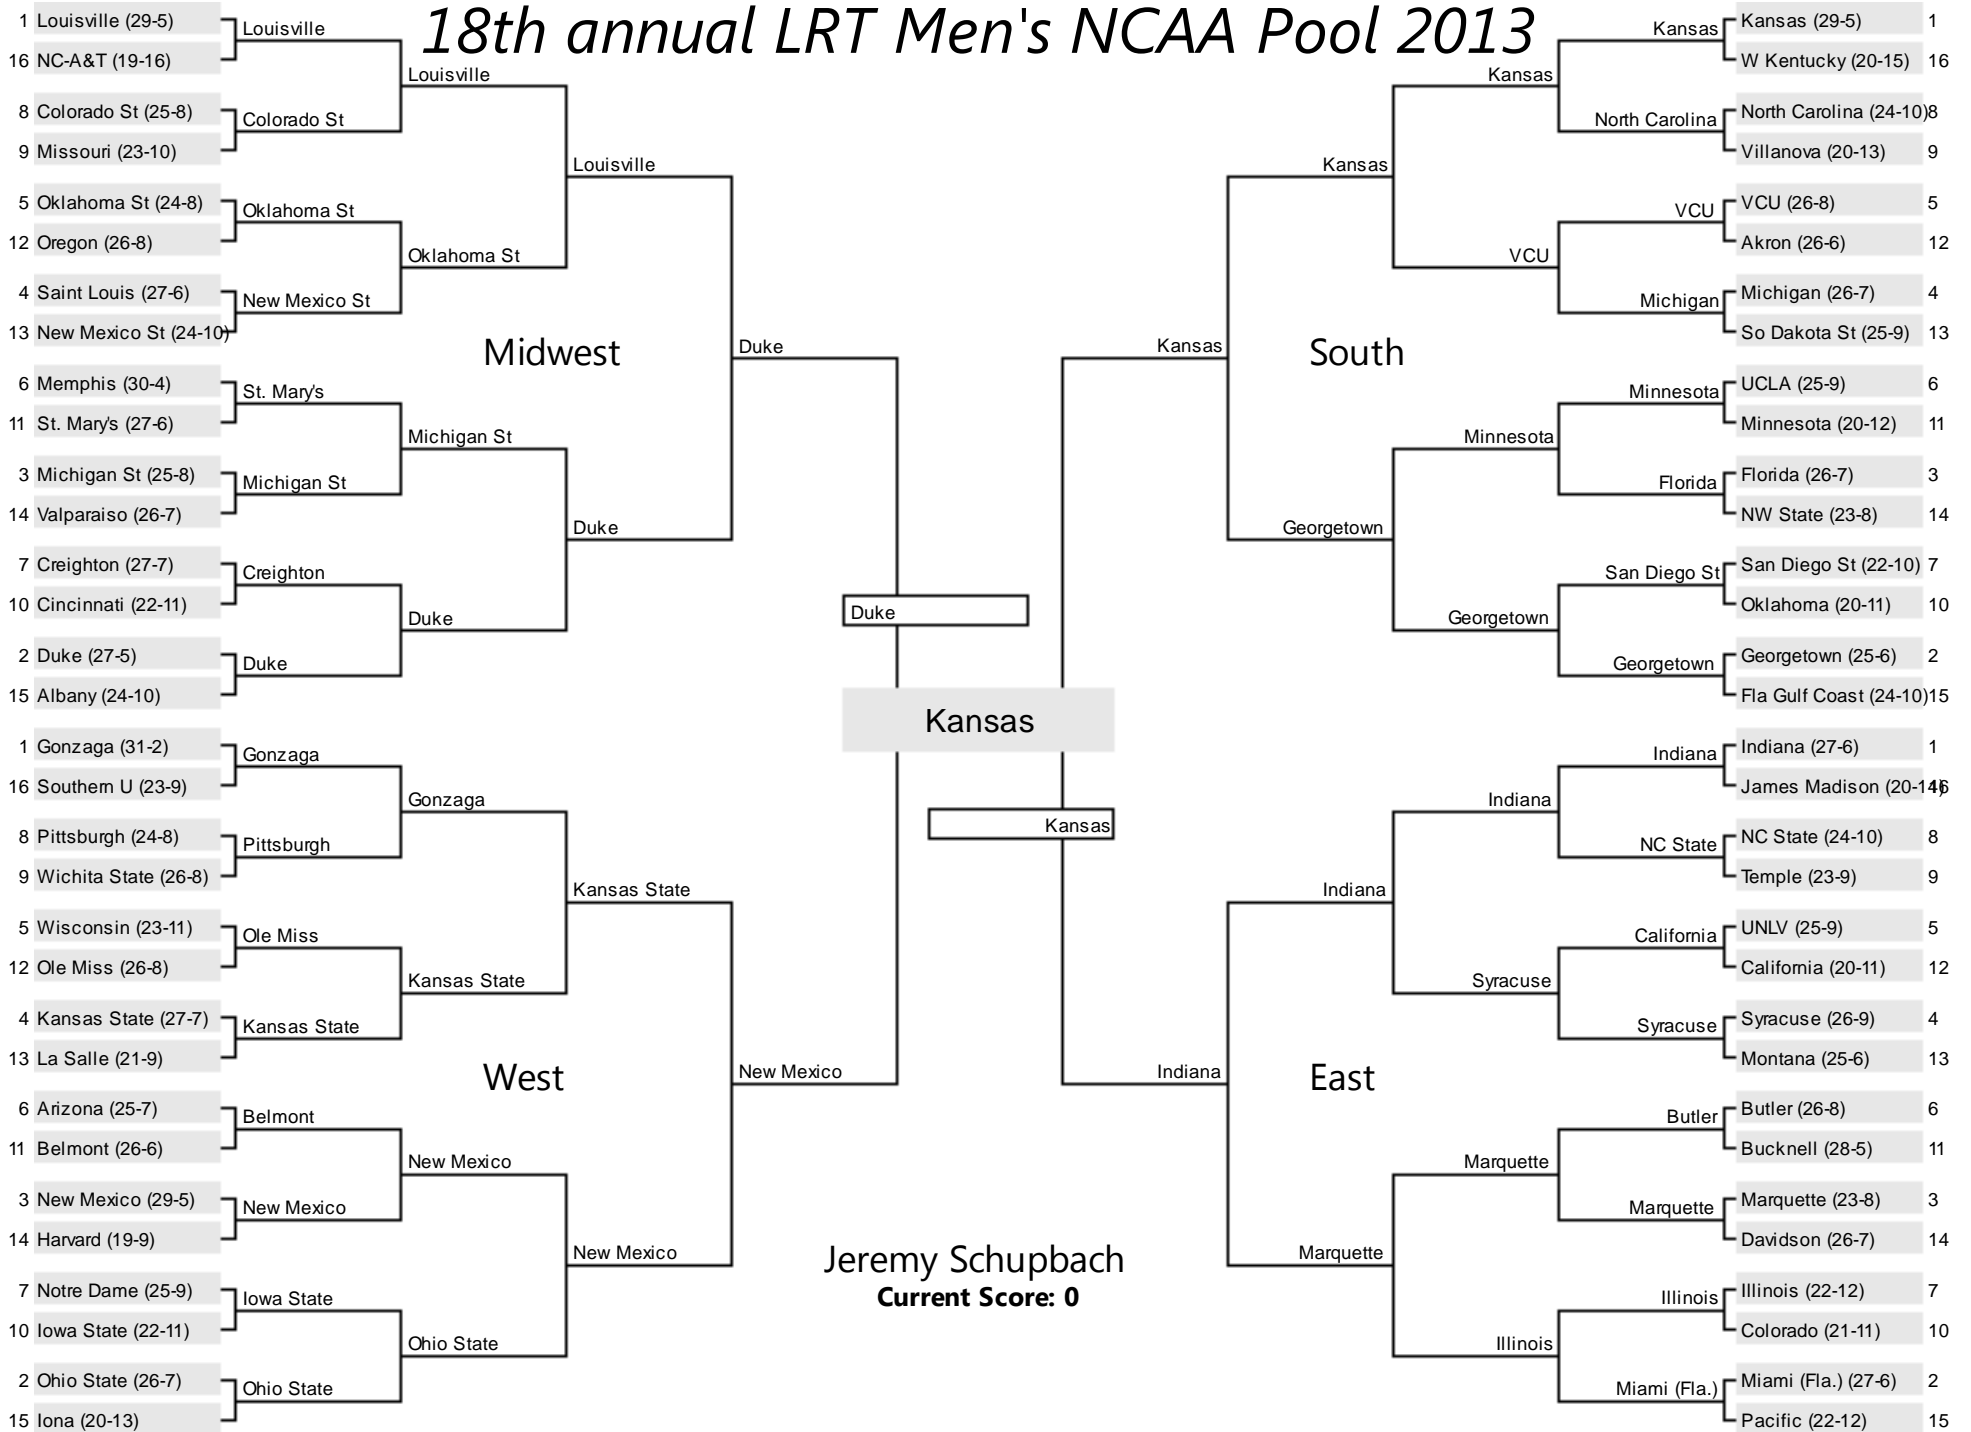 18th annual LRT Men's NCAA Pool 2013
1 Louisville (29-5)
16 NC-A&T (19-16)
8 Colorado St (25-8)
9 Missouri (23-10)
5 Oklahoma St (24-8)
12 Oregon (26-8)
4 Saint Louis (27-6)
13 New Mexico St (24-10)
6 Memphis (30-4)
11 St. Mary's (27-6)
3 Michigan St (25-8)
14 Valparaiso (26-7)
7 Creighton (27-7)
10 Cincinnati (22-11)
2 Duke (27-5)
15 Albany (24-10)
1 Gonzaga (31-2)
16 Southern U (23-9)
8 Pittsburgh (24-8)
9 Wichita State (26-8)
5 Wisconsin (23-11)
12 Ole Miss (26-8)
4 Kansas State (27-7)
13 La Salle (21-9)
6 Arizona (25-7)
11 Belmont (26-6)
3 New Mexico (29-5)
14 Harvard (19-9)
7 Notre Dame (25-9)
10 Iowa State (22-11)
2 Ohio State (26-7)
15 Iona (20-13)
Louisville
Colorado St
Oklahoma St
New Mexico St
St. Mary's
Michigan St
Creighton
Duke
Gonzaga
Pittsburgh
Ole Miss
Kansas State
Belmont
New Mexico
Iowa State
Ohio State
Louisville
Oklahoma St
Michigan St
Duke
Gonzaga
Kansas State
New Mexico
Ohio State
Louisville
Duke
Kansas State
New Mexico
Midwest
West
Duke
New Mexico
Duke
Kansas
Kansas
Jeremy Schupbach
Current Score: 0
Kansas
Indiana
South
East
Kansas
Georgetown
Indiana
Marquette
Kansas
VCU
Minnesota
Georgetown
Indiana
Syracuse
Marquette
Illinois
Kansas
North Carolina
VCU
Michigan
Minnesota
Florida
San Diego St
Georgetown
Indiana
NC State
California
Syracuse
Butler
Marquette
Illinois
Miami (Fla.)
Kansas (29-5) 1
W Kentucky (20-15) 16
North Carolina (24-10) 8
Villanova (20-13) 9
VCU (26-8) 5
Akron (26-6) 12
Michigan (26-7) 4
So Dakota St (25-9) 13
UCLA (25-9) 6
Minnesota (20-12) 11
Florida (26-7) 3
NW State (23-8) 14
San Diego St (22-10) 7
Oklahoma (20-11) 10
Georgetown (25-6) 2
Fla Gulf Coast (24-10) 15
Indiana (27-6) 1
James Madison (20-14) 16
NC State (24-10) 8
Temple (23-9) 9
UNLV (25-9) 5
California (20-11) 12
Syracuse (26-9) 4
Montana (25-6) 13
Butler (26-8) 6
Bucknell (28-5) 11
Marquette (23-8) 3
Davidson (26-7) 14
Illinois (22-12) 7
Colorado (21-11) 10
Miami (Fla.) (27-6) 2
Pacific (22-12) 15